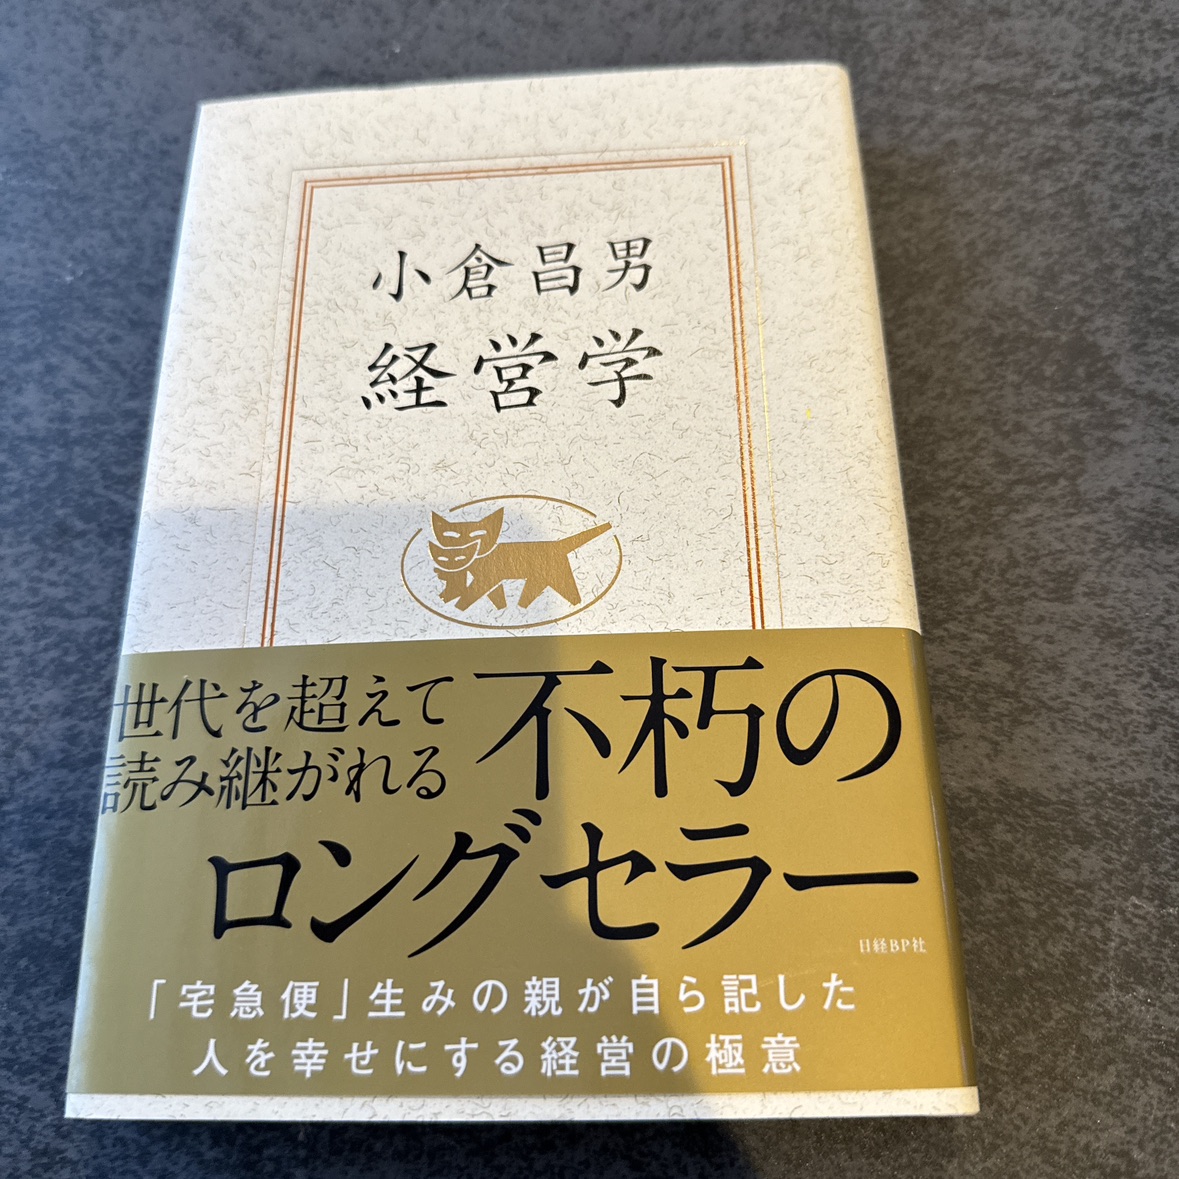 小倉昌男
経営学
世代を超えて
読み継がれる
不朽の
ロングセラー
日経BP社
「宅急便」生みの親が自ら記した
人を幸せにする経営の極意